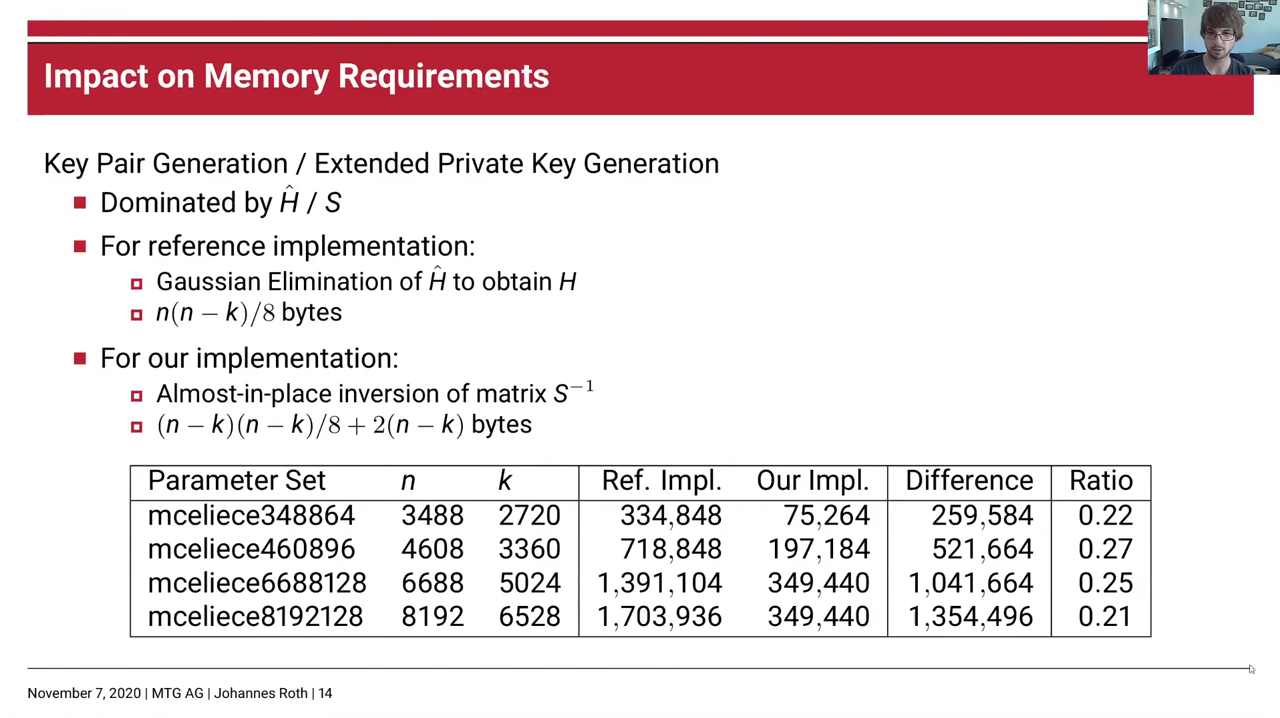 Impact on Memory Requirements
Key Pair Generation / Extended Private Key Generation
Dominated by Ĥ / S
For reference implementation:
Gaussian Elimination of Ĥ to obtain H
n(n − k)/8 bytes
For our implementation:
Almost-in-place inversion of matrix S⁻¹
(n − k)(n − k)/8 + 2(n − k) bytes
Parameter Set n k Ref. Impl. Our Impl. Difference Ratio
mceliece348864 3488 2720 334,848 75,264 259,584 0.22
mceliece460896 4608 3360 718,848 197,184 521,664 0.27
mceliece6688128 6688 5024 1,391,104 349,440 1,041,664 0.25
mceliece8192128 8192 6528 1,703,936 349,440 1,354,496 0.21
November 7, 2020 | MTG AG | Johannes Roth | 14